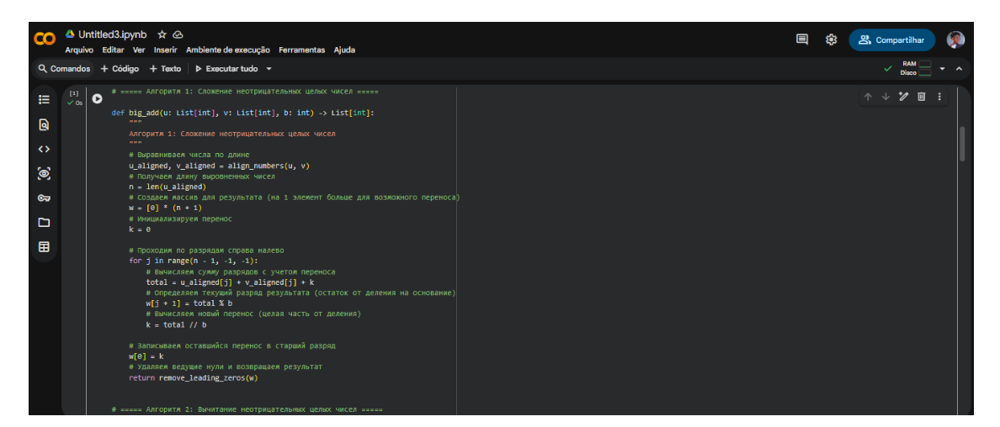 Untitled3.ipynb
Arquivo Editar Ver Inserir Ambiente de execução Ferramentas Ajuda
Compartilhar
Comandos + Código + Texto Executar tudo
RAM
Disco
[1]
0s
# ===== Алгоритм 1: Сложение неотрицательных целых чисел =====
def big_add(u: List[int], v: List[int], b: int) -> List[int]:
"""
Алгоритм 1: Сложение неотрицательных целых чисел
"""
# Выравниваем числа по длине
u_aligned, v_aligned = align_numbers(u, v)
# Получаем длину выровненных чисел
n = len(u_aligned)
# Создаем массив для результата (на 1 элемент больше для возможного переноса)
w = [0] * (n + 1)
# Инициализируем перенос
k = 0
# Проходим по разрядам справа налево
for j in range(n - 1, -1, -1):
# Вычисляем сумму разрядов с учетом переноса
total = u_aligned[j] + v_aligned[j] + k
# Определяем текущий разряд результата (остаток от деления на основание)
w[j + 1] = total % b
# Вычисляем новый перенос (целая часть от деления)
k = total // b
# Записываем оставшийся перенос в старший разряд
w[0] = k
# Удаляем ведущие нули и возвращаем результат
return remove_leading_zeros(w)
# ===== Алгоритм 2: Вычитание неотрицательных целых чисел =====